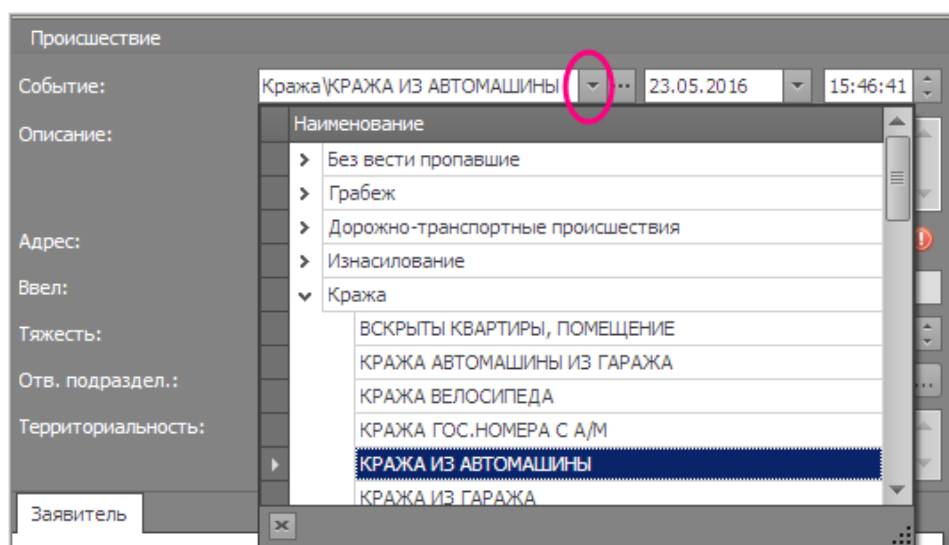 Происшествие
Событие: Кража\КРАЖА ИЗ АВТОМАШИНЫ ... 23.05.2016 15:46:41
Наименование
Описание:
Без вести пропавшие
Грабеж
Дорожно-транспортные происшествия
Адрес:
Изнасилование
Ввел:
Кража
Тяжесть:
ВСКРЫТЫ КВАРТИРЫ, ПОМЕЩЕНИЕ
КРАЖА АВТОМАШИНЫ ИЗ ГАРАЖА
Отв. подраздел.:
...
КРАЖА ВЕЛОСИПЕДА
Территориальность:
КРАЖА ГОС.НОМЕРА С А/М
КРАЖА ИЗ АВТОМАШИНЫ
КРАЖА ИЗ ГАРАЖА
Заявитель